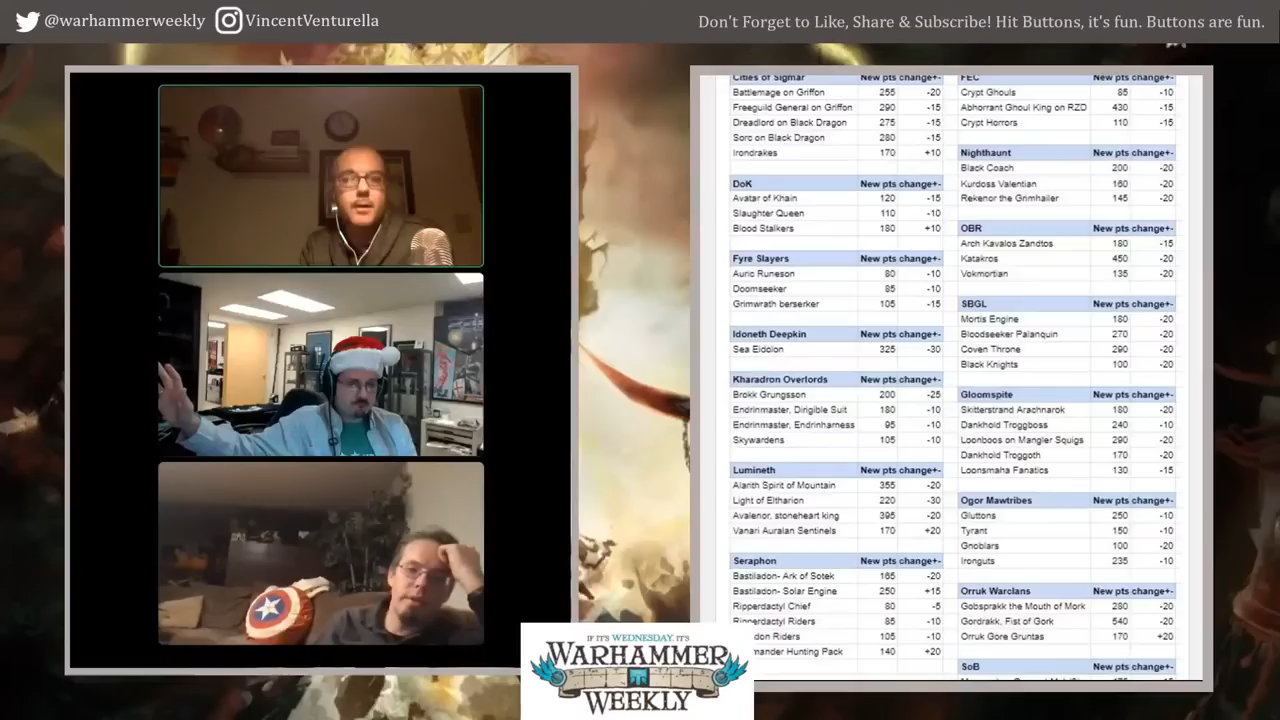 @warhammerweekly VincentVenturella
Don't Forget to Like, Share & Subscribe! Hit Buttons, it's fun. Buttons are fun.
Cities of Sigmar New pts change+-
Battlemage on Griffon 255 -20
Freeguild General on Griffon 290 -15
Dreadlord on Black Dragon 275 -15
Sorc on Black Dragon 280 -15
Irondrakes 170 +10
DoK New pts change+-
Avatar of Khain 120 -15
Slaughter Queen 110 -10
Blood Stalkers 180 +10
Fyre Slayers New pts change+-
Auric Runeson 80 -10
Doomseeker 85 -10
Grimwrath berserker 105 -15
Idoneth Deepkin New pts change+-
Sea Eidolon 325 -30
Kharadron Overlords New pts change+-
Brokk Grungsson 200 -25
Endrinmaster, Dirigible Suit 180 -10
Endrinmaster, Endrinharness 95 -10
Skywardens 105 -10
Lumineth New pts change+-
Alarith Spirit of Mountain 355 -20
Light of Eltharion 220 -30
Avalenor, stoneheart king 395 -20
Vanari Auralan Sentinels 170 +20
Seraphon New pts change+-
Bastiladon- Ark of Sotek 165 -20
Bastiladon- Solar Engine 250 +15
Ripperdactyl Chief 80 -5
Ripperdactyl Riders 85 -10
don Riders 105 -10
mander Hunting Pack 140 +20
FEC New pts change+-
Crypt Ghouls 85 -10
Abhorrant Ghoul King on RZD 430 -15
Crypt Horrors 110 -15
Nighthaunt New pts change+-
Black Coach 200 -20
Kurdoss Valentian 160 -20
Rekenor the Grimhailer 145 -20
OBR New pts change+-
Arch Kavalos Zandtos 180 -15
Katakros 450 -20
Vokmortian 135 -20
SBGL New pts change+-
Mortis Engine 180 -20
Bloodseeker Palanquin 270 -20
Coven Throne 290 -20
Black Knights 100 -20
Gloomspite New pts change+-
Skitterstrand Arachnarok 180 -20
Dankhold Troggboss 240 -10
Loonboos on Mangler Squigs 290 -20
Dankhold Troggoth 170 -20
Loonsmaha Fanatics 130 -15
Ogor Mawtribes New pts change+-
Gluttons 250 -10
Tyrant 150 -10
Gnoblars 100 -20
Ironguts 235 -10
Orruk Warclans New pts change+-
Gobsprakk the Mouth of Mork 280 -20
Gordrakk, Fist of Gork 540 -20
Orruk Gore Gruntas 170 +20
SoB New pts change+-
IF IT'S WEDNESDAY, IT'S
WARHAMMER
WEEKLY